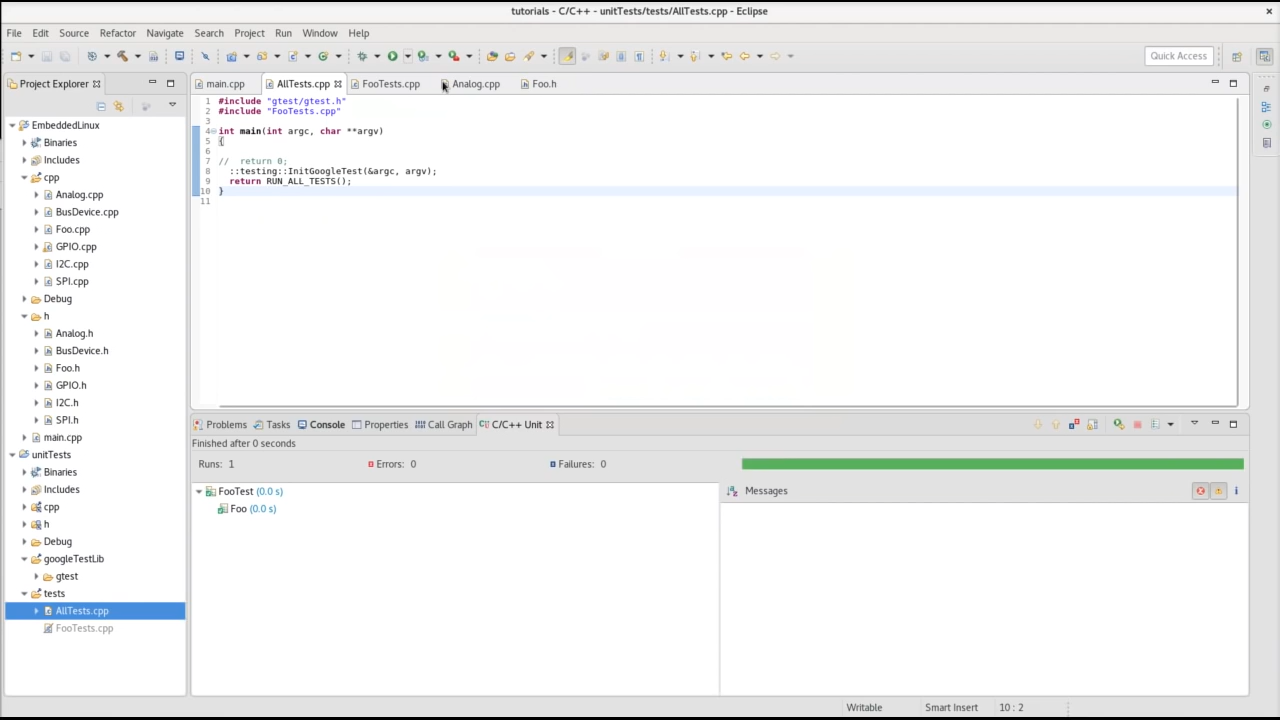 tutorials - C/C++ - unitTests/tests/AllTests.cpp - Eclipse
File Edit Source Refactor Navigate Search Project Run Window Help
Quick Access
Project Explorer
EmbeddedLinux
Binaries
Includes
cpp
Analog.cpp
BusDevice.cpp
Foo.cpp
GPIO.cpp
I2C.cpp
SPI.cpp
Debug
h
Analog.h
BusDevice.h
Foo.h
GPIO.h
I2C.h
SPI.h
main.cpp
unitTests
Binaries
Includes
cpp
h
Debug
googleTestLib
gtest
tests
AllTests.cpp
FooTests.cpp
main.cpp AllTests.cpp FooTests.cpp Analog.cpp Foo.h
1 #include "gtest/gtest.h"
2 #include "FooTests.cpp"
3
4 int main(int argc, char **argv)
5 {
6
7 //  return 0;
8 ::testing::InitGoogleTest(&argc, argv);
9 return RUN_ALL_TESTS();
10 }
11
Problems Tasks Console Properties Call Graph C/C++ Unit
Finished after 0 seconds
Runs: 1 Errors: 0 Failures: 0
FooTest (0.0 s)
Foo (0.0 s)
Messages
Writable Smart Insert 10 : 2